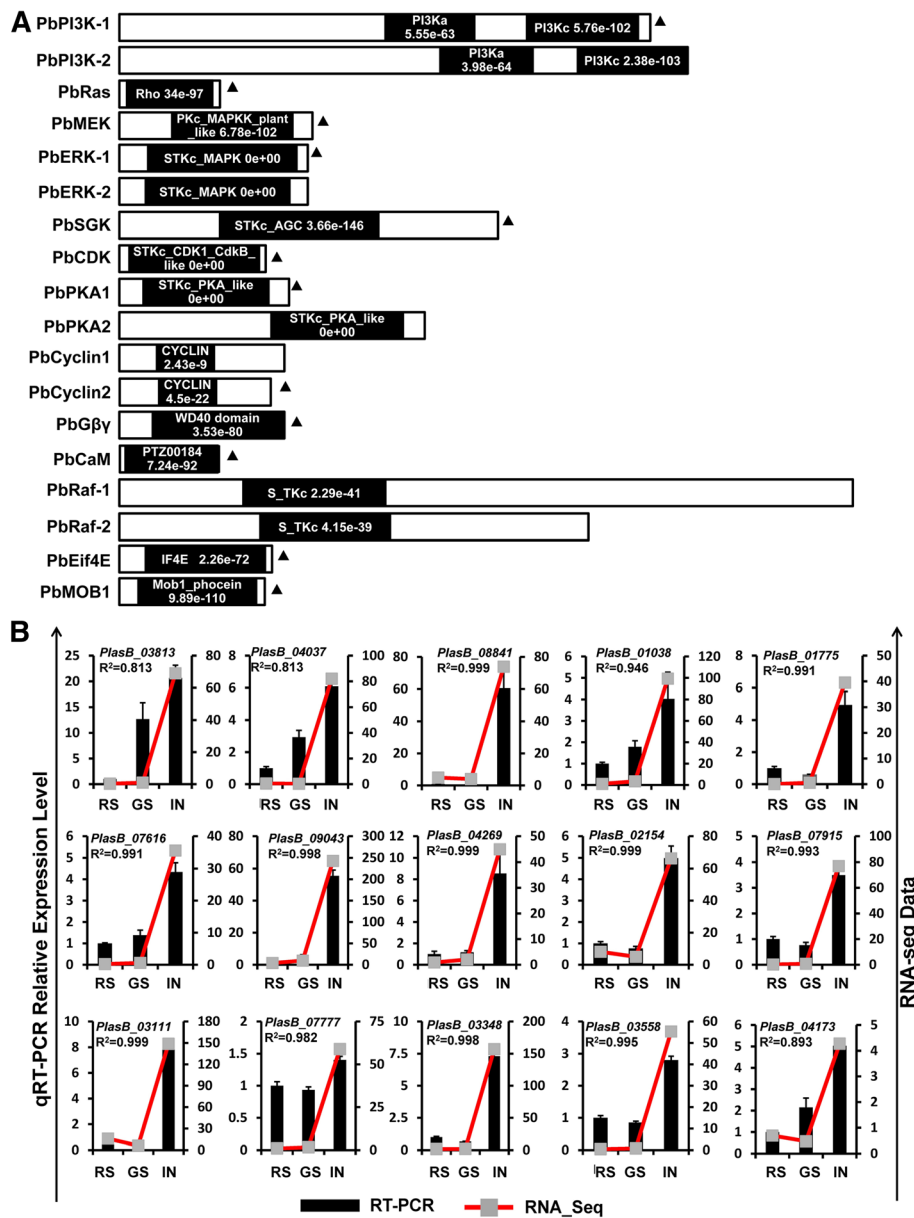 A
PbPI3K-1
PI3Ka
5.55e-63
PI3Kc 5.76e-102
PbPI3K-2
PI3Ka
3.98e-64
PI3Kc 2.38e-103
PbRas
Rho 34e-97
PbMEK
PKc_MAPKK_plant
_like 6.78e-102
PbERK-1
STKc_MAPK 0e+00
PbERK-2
STKc_MAPK 0e+00
PbSGK
STKc_AGC 3.66e-146
PbCDK
STKc_CDK1_CdkB_
like 0e+00
PbPKA1
STKc_PKA_like
0e+00
PbPKA2
STKc_PKA_like
0e+00
PbCyclin1
CYCLIN
2.43e-9
PbCyclin2
CYCLIN
4.5e-22
PbGβγ
WD40 domain
3.53e-80
PbCaM
PTZ00184
7.24e-92
PbRaf-1
S_TKc 2.29e-41
PbRaf-2
S_TKc 4.15e-39
PbEif4E
IF4E 2.26e-72
PbMOB1
Mob1_phocein
9.89e-110
B
qRT-PCR Relative Expression Level
RNA-seq Data
PlasB_03813
R²=0.813
25
20
15
10
5
0
80
60
40
20
0
RS GS IN
PlasB_04037
R²=0.813
8
6
4
2
0
100
80
60
40
20
0
RS GS IN
PlasB_08841
R²=0.999
80
60
40
20
0
80
60
40
20
0
RS GS IN
PlasB_01038
R²=0.946
6
5
4
3
2
1
0
120
100
80
60
40
20
0
RS GS IN
PlasB_01775
R²=0.991
8
6
4
2
0
50
40
30
20
10
0
RS GS IN
PlasB_07616
R²=0.991
6
5
4
3
2
1
0
40
30
20
10
0
RS GS IN
PlasB_09043
R²=0.998
80
60
40
20
0
300
250
200
150
100
50
0
RS GS IN
PlasB_04269
R²=0.999
12
10
8
6
4
2
0
50
40
30
20
10
0
RS GS IN
PlasB_02154
R²=0.999
6
5
4
3
2
1
0
80
60
40
20
0
RS GS IN
PlasB_07915
R²=0.993
5
4
3
2
1
0
100
80
60
40
20
0
RS GS IN
PlasB_03111
R²=0.999
10
8
6
4
2
0
180
150
120
90
60
30
0
RS GS IN
PlasB_07777
R²=0.982
2
1.5
1
0.5
0
75
50
25
0
RS GS IN
PlasB_03348
R²=0.998
10
7.5
5
2.5
0
200
150
100
50
0
RS GS IN
PlasB_03558
R²=0.995
4
3
2
1
0
60
50
40
30
20
10
0
RS GS IN
PlasB_04173
R²=0.893
6
5
4
3
2
1
0
5
4
3
2
1
0
RS GS IN
RT-PCR
RNA_Seq